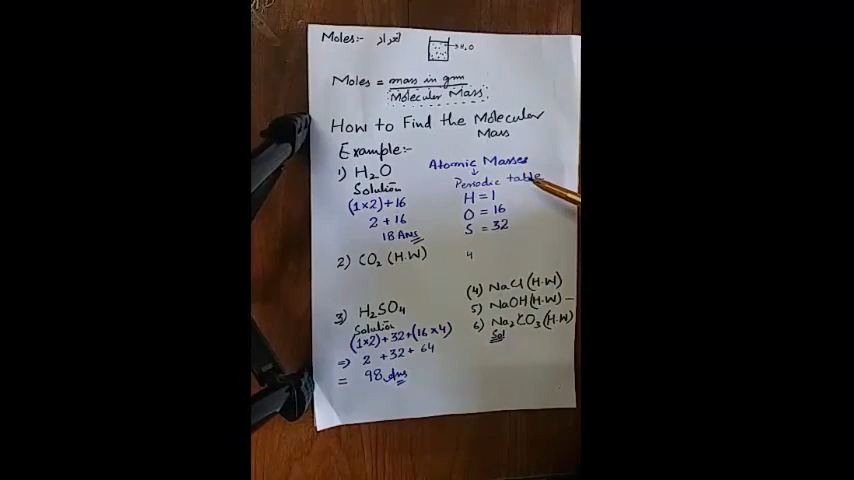 Moles:-
→ H₂O
Moles = mass in gm
Molecular Mass
How to Find the Molecular
Mass
Example:-
1) H₂O
Solution
(1×2)+16
2 + 16
18 Ans
Atomic Masses
↓
Periodic table
H = 1
O = 16
S = 32
2) CO₂ (H.W)
4
3) H₂SO₄
Solution
(1×2)+32+(16×4)
=> 2 + 32 + 64
= 98 Ans
(4) NaCl (H.W)
5) NaOH (H.W) –
6) Na₂CO₃ (H.W)
Sol